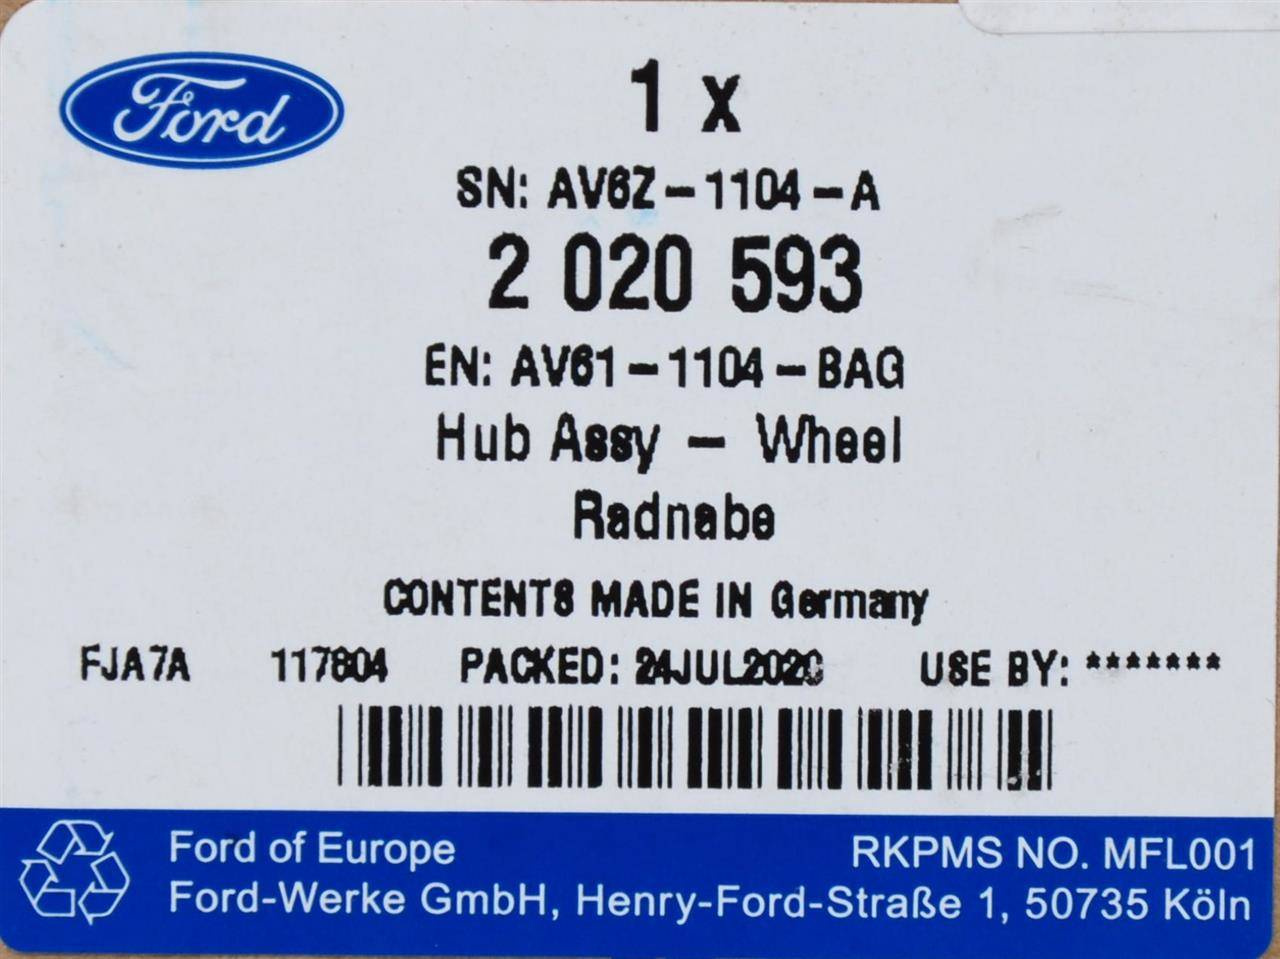 Ford
1 x
SN: AV6Z-1104-A
2 020 593
EN: AV61-1104-BAG
Hub Assy - Wheel
Radnabe
CONTENTS MADE IN Germany
FJA7A 117804 PACKED: 24JUL2020 USE BY: *******
Ford of Europe RKPMS NO. MFL001
Ford-Werke GmbH, Henry-Ford-Straße 1, 50735 Köln